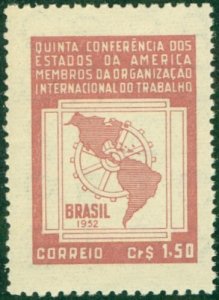 QUINTA CONFERÊNCIA DOS
ESTADOS DA AMERICA
MEMBROS DA ORGANIZAÇÃO
INTERNACIONAL DO TRABALHO
BRASIL
1952
CORREIO CR$ 1.50